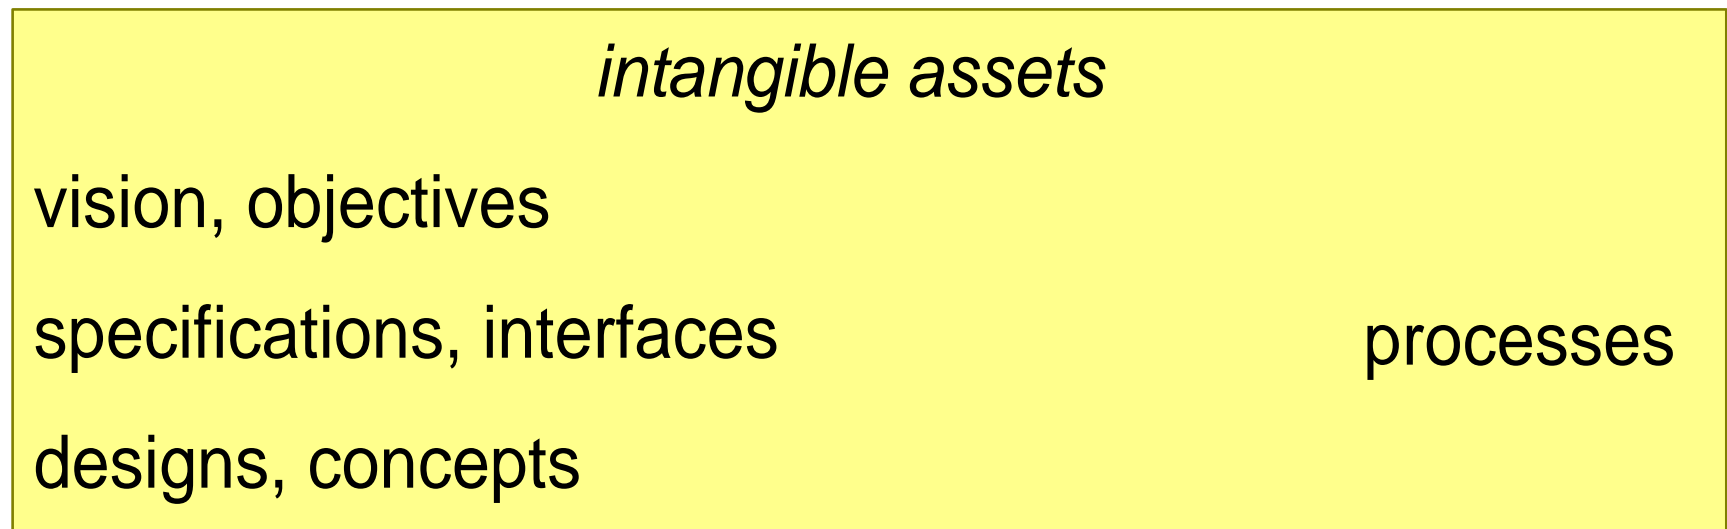 intangible assets
vision, objectives
specifications, interfaces
processes
designs, concepts